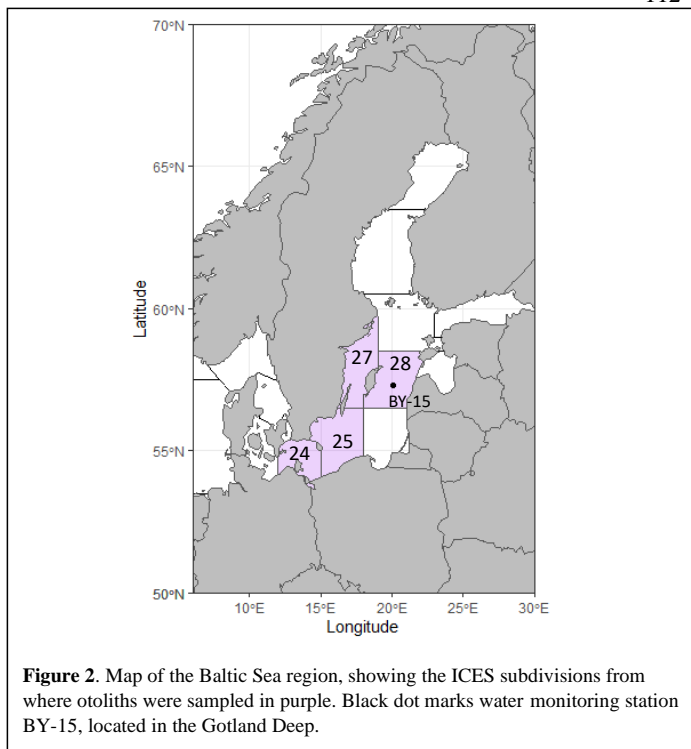 70°N
65°N
60°N
55°N
50°N
Latitude
27
28
BY-15
25
24
10°E 15°E 20°E 25°E 30°E
Longitude
Figure 2. Map of the Baltic Sea region, showing the ICES subdivisions from
where otoliths were sampled in purple. Black dot marks water monitoring station
BY-15, located in the Gotland Deep.